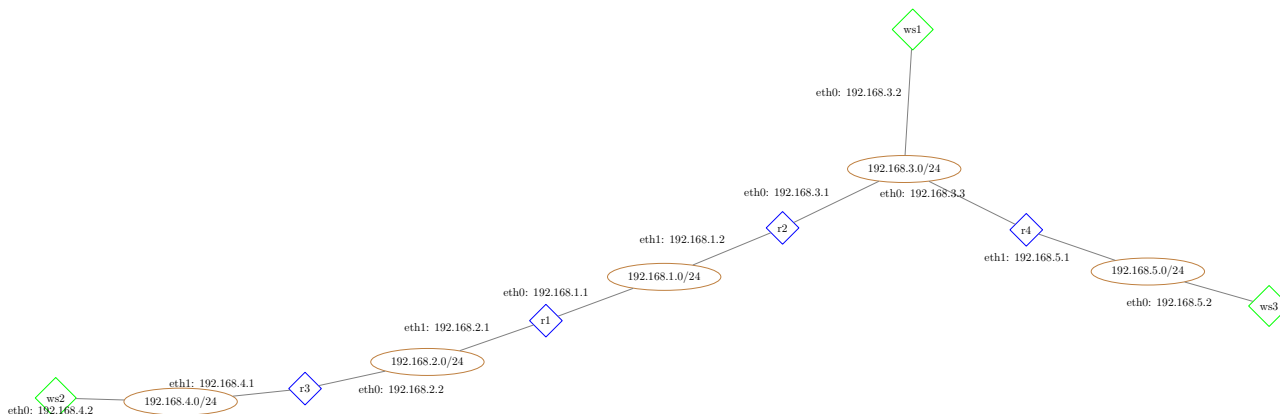 ws1
eth0: 192.168.3.2
192.168.3.0/24
eth0: 192.168.3.1
eth0: 192.168.3.3
r2
r4
eth1: 192.168.1.2
eth1: 192.168.5.1
192.168.1.0/24
192.168.5.0/24
eth0: 192.168.1.1
eth0: 192.168.5.2
ws3
r1
eth1: 192.168.2.1
192.168.2.0/24
eth1: 192.168.4.1
r3
eth0: 192.168.2.2
ws2
192.168.4.0/24
eth0: 192.168.4.2